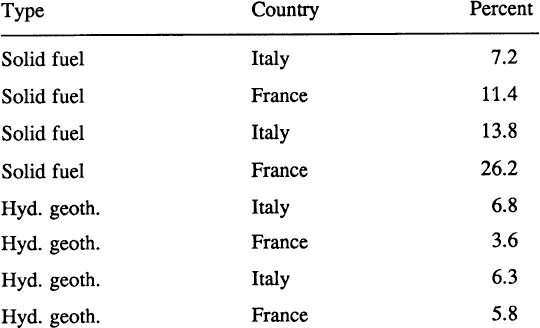 Type Country Percent
Solid fuel Italy 7.2
Solid fuel France 11.4
Solid fuel Italy 13.8
Solid fuel France 26.2
Hyd. geoth. Italy 6.8
Hyd. geoth. France 3.6
Hyd. geoth. Italy 6.3
Hyd. geoth. France 5.8